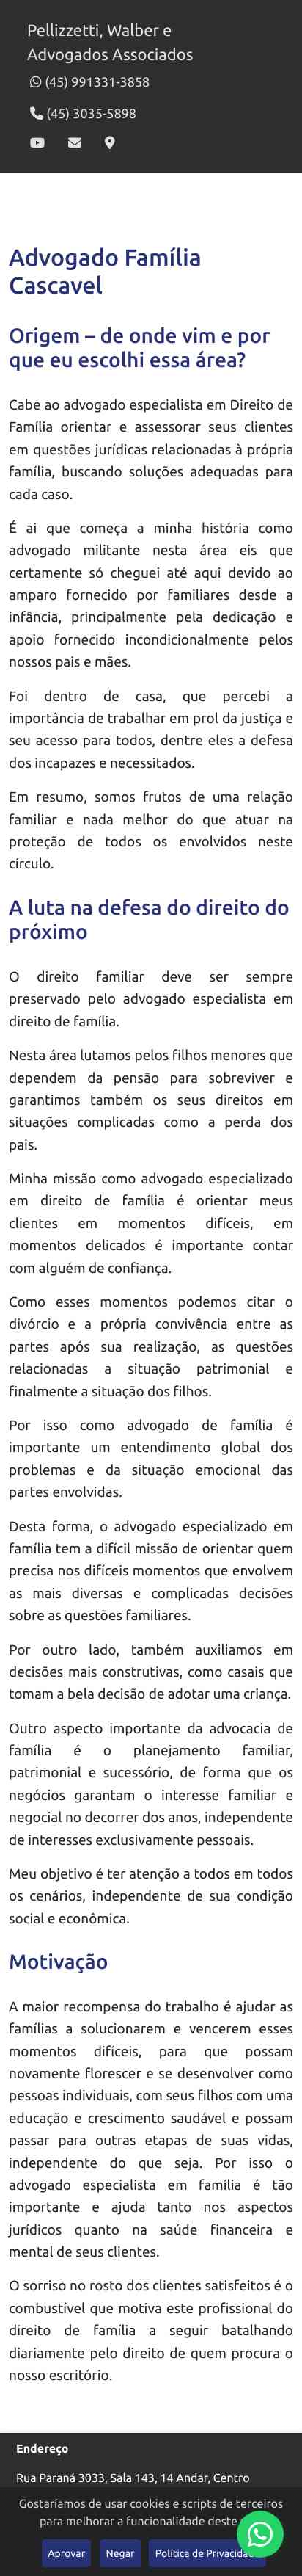 Pellizzetti, Walber e
Advogados Associados
(45) 991331-3858
(45) 3035-5898
Advogado Família
Cascavel
Origem – de onde vim e por
que eu escolhi essa área?
Cabe ao advogado especialista em Direito de
Família orientar e assessorar seus clientes
em questões jurídicas relacionadas à própria
família, buscando soluções adequadas para
cada caso.
É ai que começa a minha história como
advogado militante nesta área eis que
certamente só cheguei até aqui devido ao
amparo fornecido por familiares desde a
infância, principalmente pela dedicação e
apoio fornecido incondicionalmente pelos
nossos pais e mães.
Foi dentro de casa, que percebi a
importância de trabalhar em prol da justiça e
seu acesso para todos, dentre eles a defesa
dos incapazes e necessitados.
Em resumo, somos frutos de uma relação
familiar e nada melhor do que atuar na
proteção de todos os envolvidos neste
círculo.
A luta na defesa do direito do
próximo
O direito familiar deve ser sempre
preservado pelo advogado especialista em
direito de família.
Nesta área lutamos pelos filhos menores que
dependem da pensão para sobreviver e
garantimos também os seus direitos em
situações complicadas como a perda dos
pais.
Minha missão como advogado especializado
em direito de família é orientar meus
clientes em momentos difíceis, em
momentos delicados é importante contar
com alguém de confiança.
Como esses momentos podemos citar o
divórcio e a própria convivência entre as
partes após sua realização, as questões
relacionadas a situação patrimonial e
finalmente a situação dos filhos.
Por isso como advogado de família é
importante um entendimento global dos
problemas e da situação emocional das
partes envolvidas.
Desta forma, o advogado especializado em
família tem a difícil missão de orientar quem
precisa nos difíceis momentos que envolvem
as mais diversas e complicadas decisões
sobre as questões familiares.
Por outro lado, também auxiliamos em
decisões mais construtivas, como casais que
tomam a bela decisão de adotar uma criança.
Outro aspecto importante da advocacia de
família é o planejamento familiar,
patrimonial e sucessório, de forma que os
negócios garantam o interesse familiar e
negocial no decorrer dos anos, independente
de interesses exclusivamente pessoais.
Meu objetivo é ter atenção a todos em todos
os cenários, independente de sua condição
social e econômica.
Motivação
A maior recompensa do trabalho é ajudar as
famílias a solucionarem e vencerem esses
momentos difíceis, para que possam
novamente florescer e se desenvolver como
pessoas individuais, com seus filhos com uma
educação e crescimento saudável e possam
passar para outras etapas de suas vidas,
independente do que seja. Por isso o
advogado especialista em família é tão
importante e ajuda tanto nos aspectos
jurídicos quanto na saúde financeira e
mental de seus clientes.
O sorriso no rosto dos clientes satisfeitos é o
combustível que motiva este profissional do
direito de família a seguir batalhando
diariamente pelo direito de quem procura o
nosso escritório.
Endereço
Rua Paraná 3033, Sala 143, 14 Andar, Centro
Gostaríamos de usar cookies e scripts de terceiros
para melhorar a funcionalidade deste
Aprovar Negar Política de